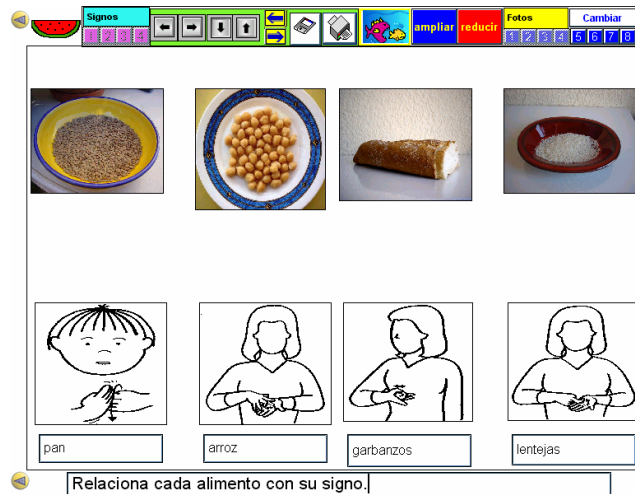 Signos
1 2 3 4
ampliar
reducir
Fotos
1 2 3 4
Cambiar
5 6 7 8
pan
arroz
garbanzos
lentejas
Relaciona cada alimento con su signo.